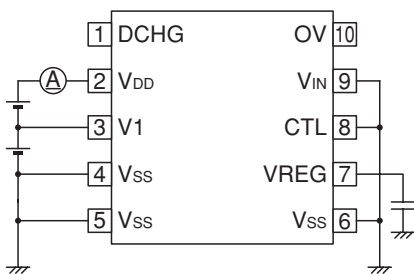 1 DCHG OV 10
A 2 VDD VIN 9
3 V1 CTL 8
4 Vss VREG 7
5 Vss Vss 6